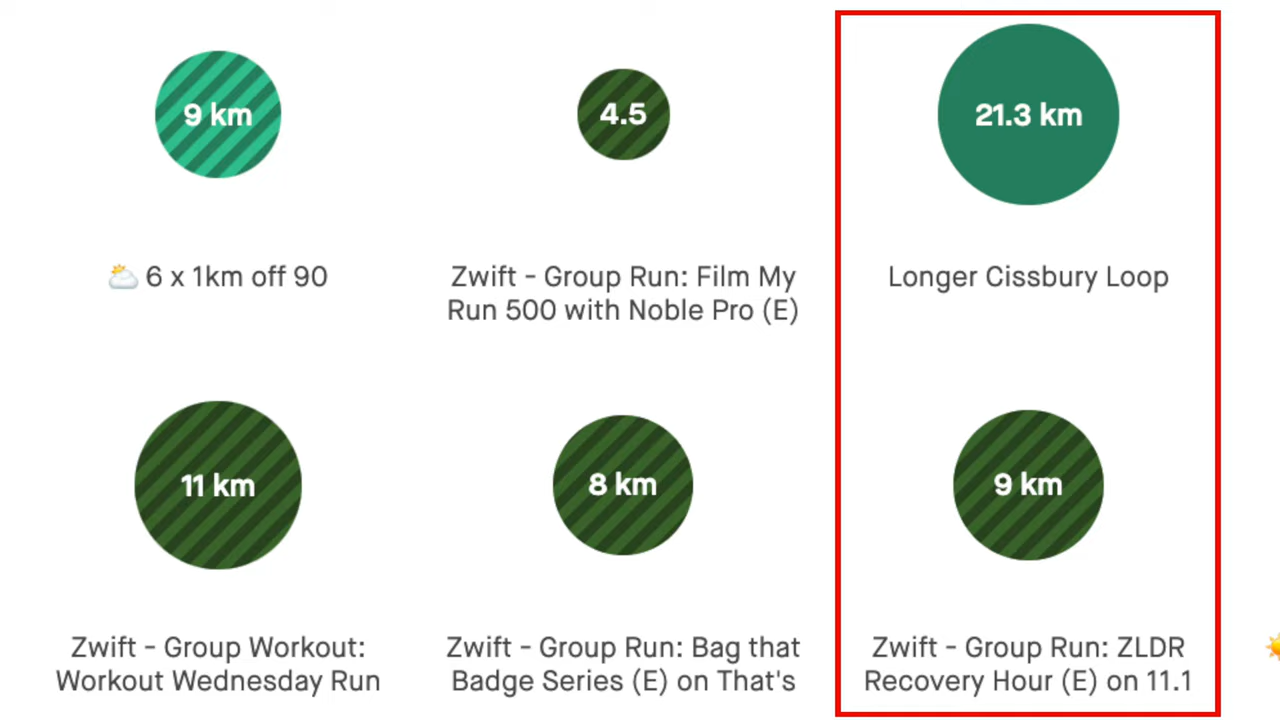 9 km
4.5
21.3 km
⛅ 6 x 1km off 90
Zwift - Group Run: Film My
Run 500 with Noble Pro (E)
Longer Cissbury Loop
11 km
8 km
9 km
Zwift - Group Workout:
Workout Wednesday Run
Zwift - Group Run: Bag that
Badge Series (E) on That's
Zwift - Group Run: ZLDR
Recovery Hour (E) on 11.1